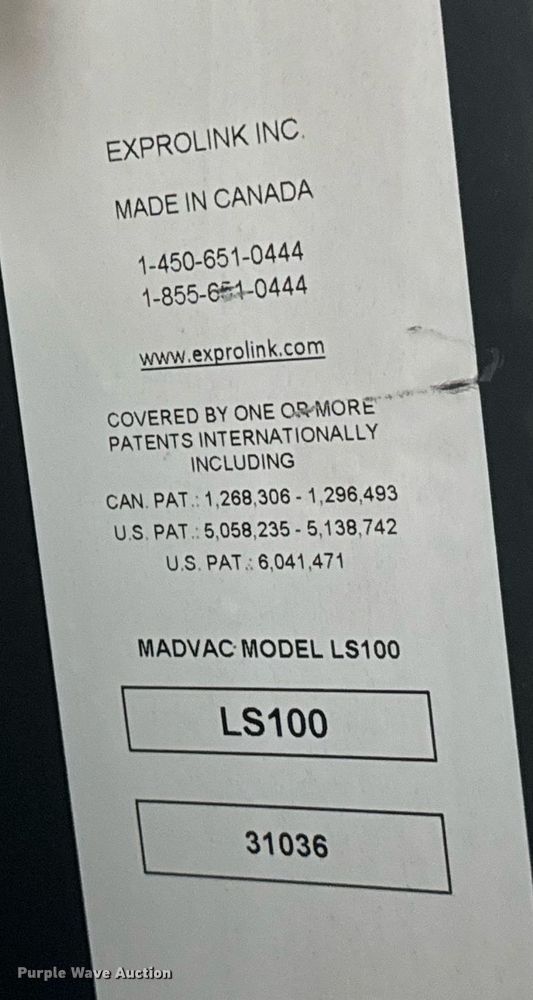 EXPROLINK INC.
MADE IN CANADA
1-450-651-0444
1-855-651-0444
www.exprolink.com
COVERED BY ONE OR MORE
PATENTS INTERNATIONALLY
INCLUDING
CAN. PAT.: 1,268,306 - 1,296,493
U.S. PAT.: 5,058,235 - 5,138,742
U.S. PAT.: 6,041,471
MADVAC MODEL LS100
LS100
31036
Purple Wave Auction